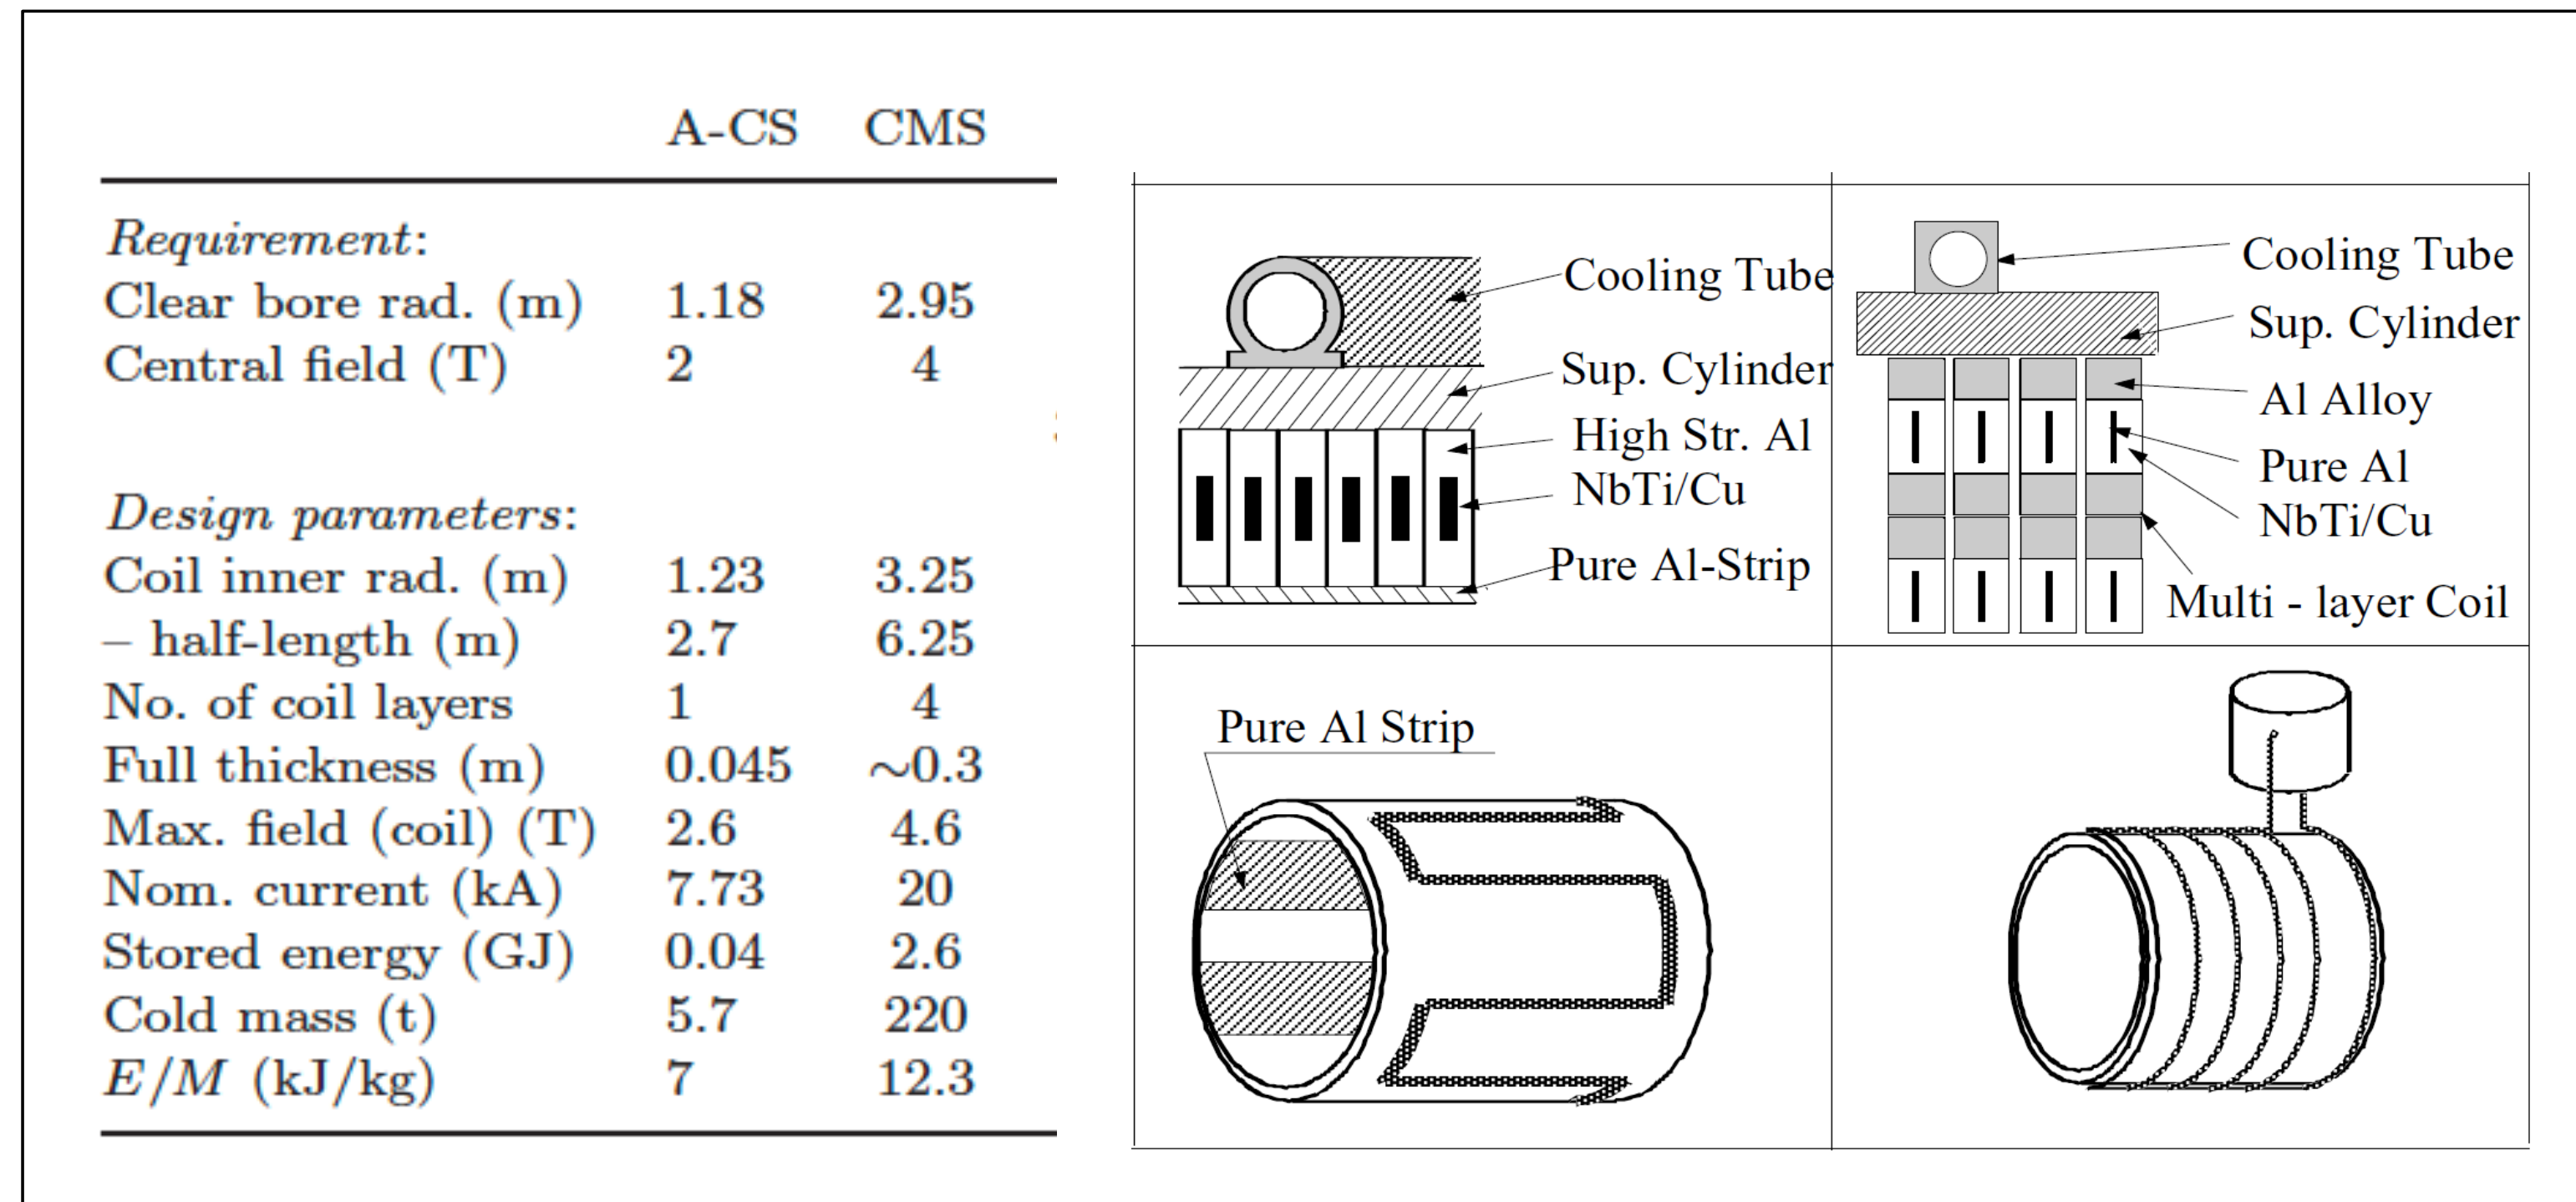 A-CS CMS
Requirement:
Clear bore rad. (m) 1.18 2.95
Central field (T) 2 4
Design parameters:
Coil inner rad. (m) 1.23 3.25
– half-length (m) 2.7 6.25
No. of coil layers 1 4
Full thickness (m) 0.045 ∼0.3
Max. field (coil) (T) 2.6 4.6
Nom. current (kA) 7.73 20
Stored energy (GJ) 0.04 2.6
Cold mass (t) 5.7 220
E/M (kJ/kg) 7 12.3
Cooling Tube
Sup. Cylinder
High Str. Al
NbTi/Cu
Pure Al-Strip
Cooling Tube
Sup. Cylinder
Al Alloy
Pure Al
NbTi/Cu
Multi - layer Coil
Pure Al Strip